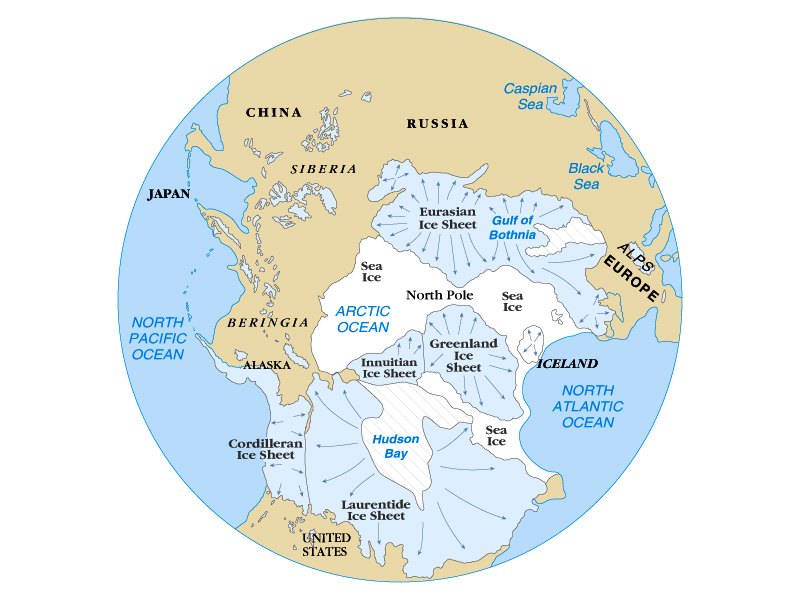 Caspian
Sea
CHINA
RUSSIA
SIBERIA
Black
Sea
JAPAN
Eurasian
Ice Sheet
Gulf of
Bothnia
ALPS
EUROPE
Sea
Ice
North Pole
Sea
Ice
ARCTIC
OCEAN
NORTH
PACIFIC
OCEAN
BERINGIA
Greenland
Ice
Sheet
ALASKA
Innuitian
Ice Sheet
ICELAND
NORTH
ATLANTIC
OCEAN
Cordilleran
Ice Sheet
Hudson
Bay
Sea
Ice
Laurentide
Ice Sheet
UNITED
STATES